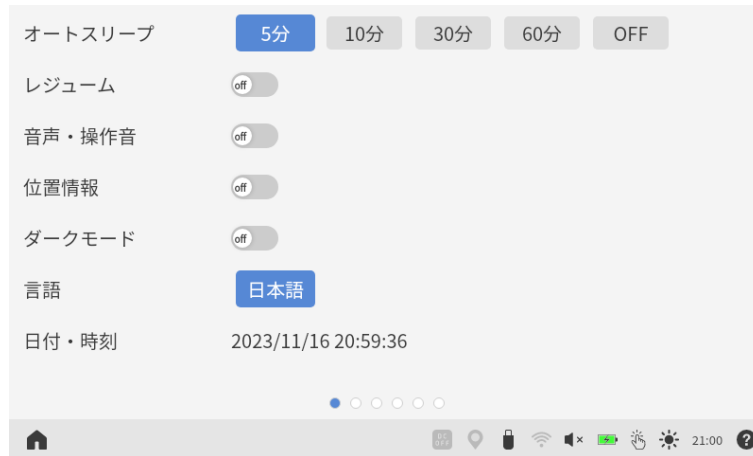 オートスリープ 5分 10分 30分 60分 OFF
レジューム off
音声・操作音 off
位置情報 off
ダークモード off
言語 日本語
日付・時刻 2023/11/16 20:59:36
DC
OFF
21:00 ?